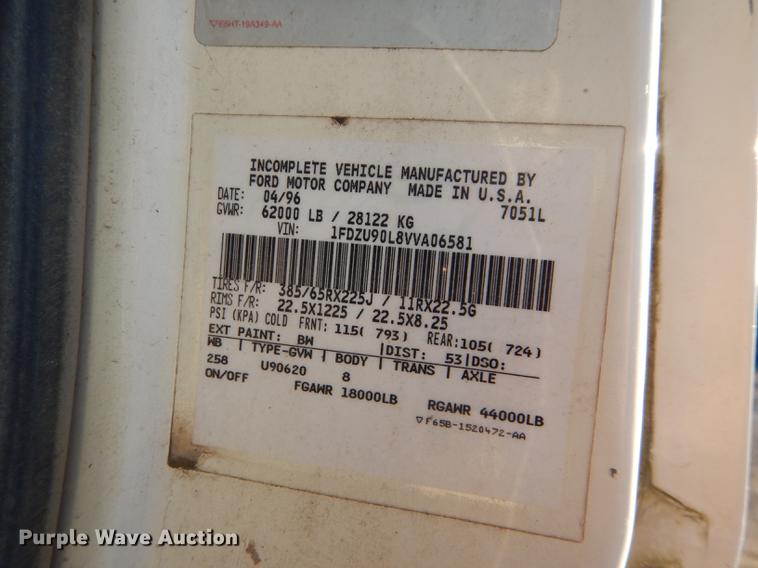 ▽F6HT-19A349-AA
INCOMPLETE VEHICLE MANUFACTURED BY
FORD MOTOR COMPANY MADE IN U.S.A.
DATE: 04/96 7051L
GVWR: 62000 LB / 28122 KG
VIN: 1FDZU90L8VVA06581
TIRES F/R: 385/65RX225J / 11RX22.5G
RIMS F/R: 22.5X1225 / 22.5X8.25
PSI (KPA) COLD FRNT: 115( 793) REAR:105( 724)
EXT PAINT: BW |DIST: 53|DSO:
WB | TYPE-GVW | BODY | TRANS | AXLE
258 U90620 8
ON/OFF FGAWR 18000LB RGAWR 44000LB
▽F65B-1520472-AA
Purple Wave Auction